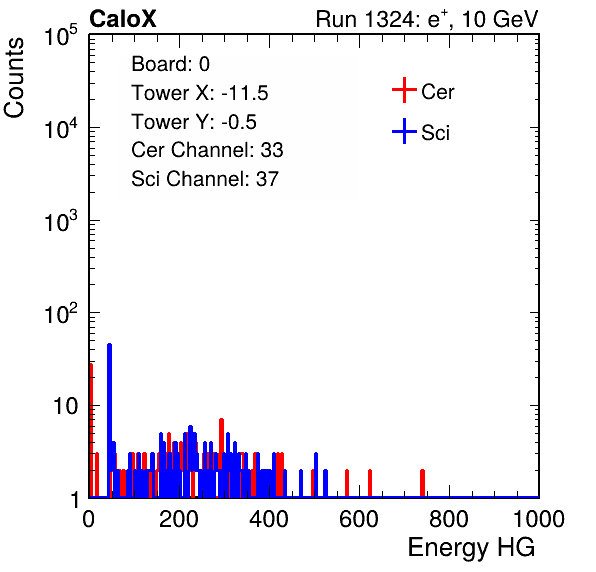 CaloX Run 1324: e⁺, 10 GeV
Counts
Board: 0
Tower X: -11.5
Tower Y: -0.5
Cer Channel: 33
Sci Channel: 37
Cer
Sci
10⁵
10⁴
10³
10²
10
1
0 200 400 600 800 1000
Energy HG